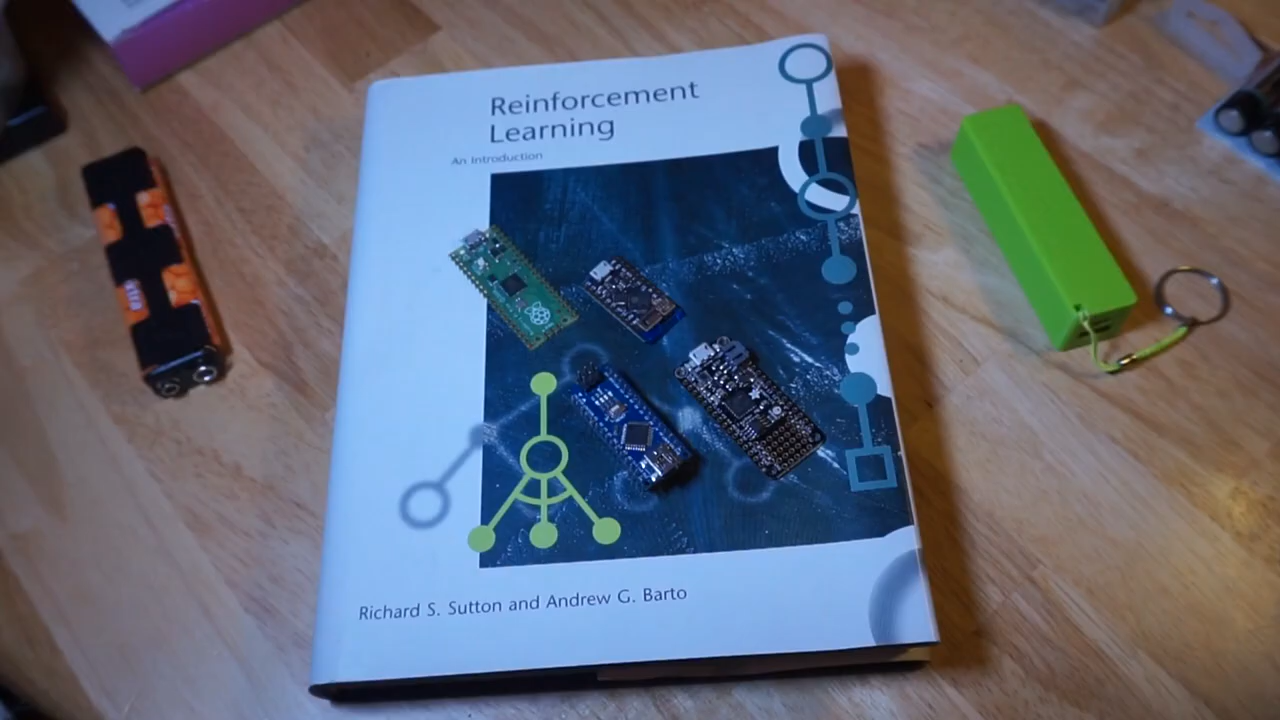 Reinforcement
Learning
An Introduction
Richard S. Sutton and Andrew G. Barto